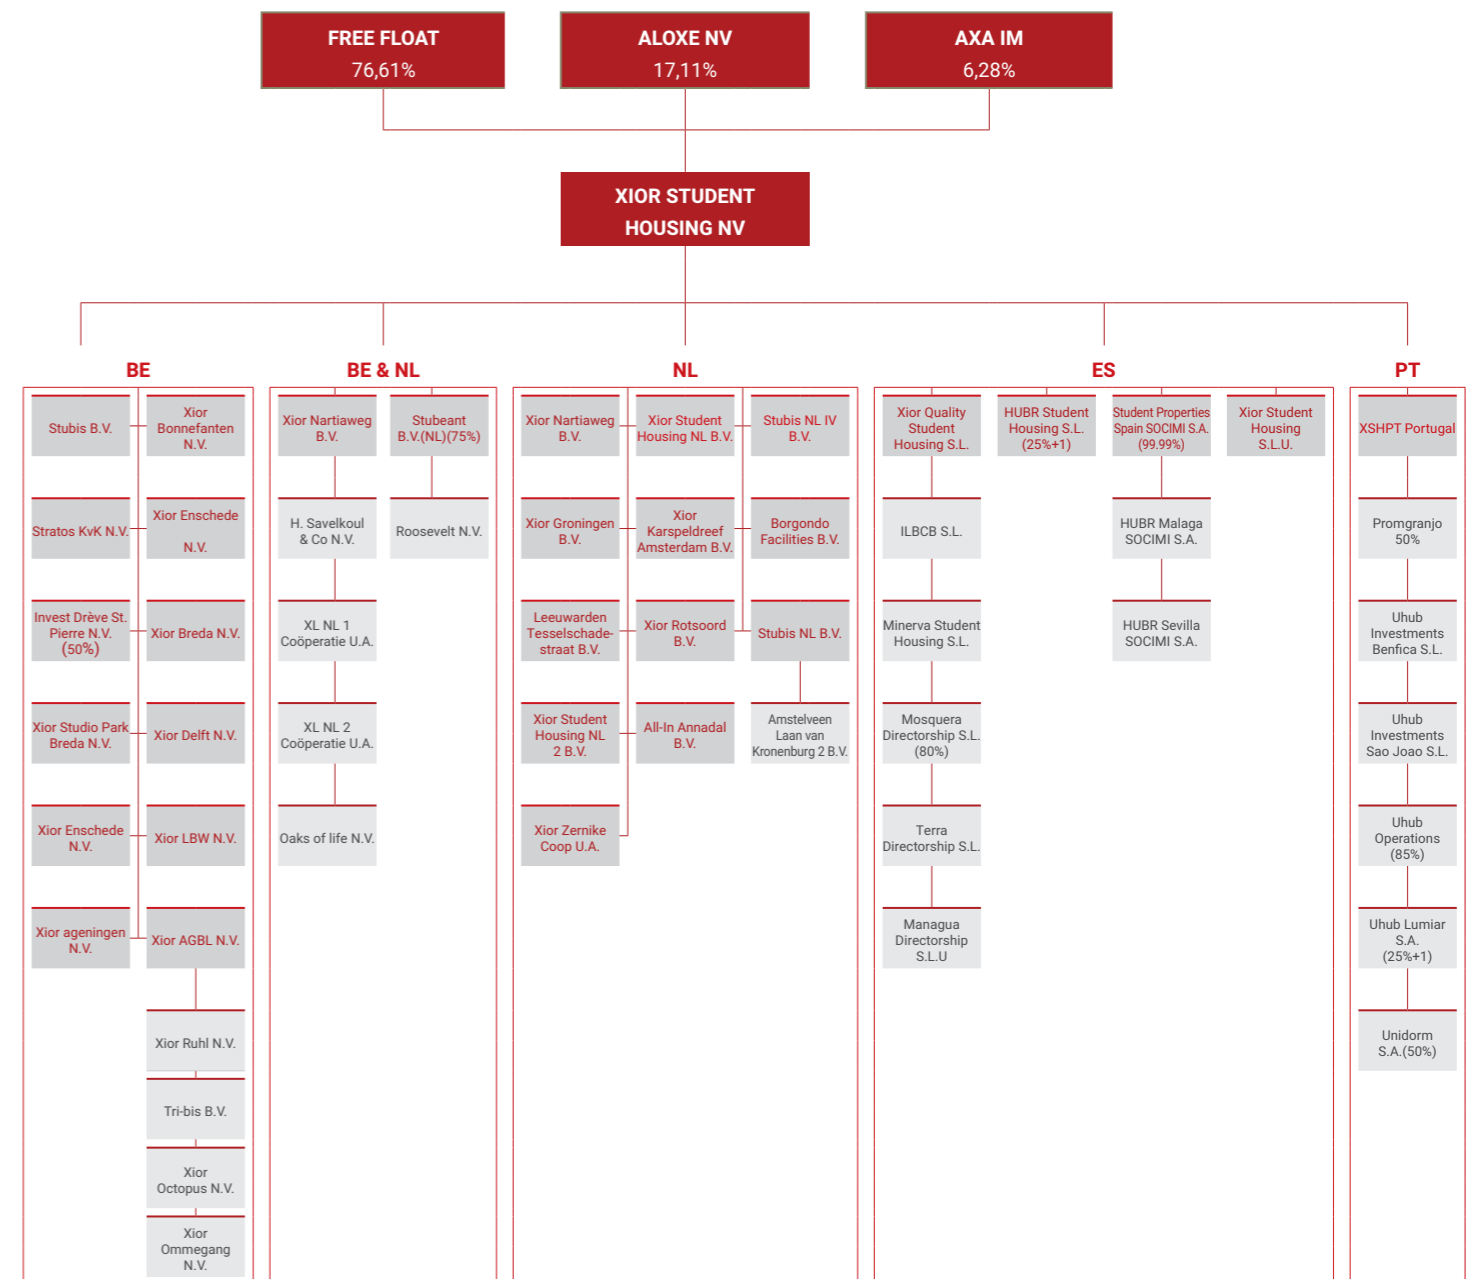 FREE FLOAT
76,61%
ALOXE NV
17,11%
AXA IM
6,28%
XIOR STUDENT
HOUSING NV
BE
Stubis B.V.
Xior
Bonnefanten
N.V.
Stratos KvK N.V.
Xior Enschede
N.V.
Invest Drève St.
Pierre N.V.
(50%)
Xior Breda N.V.
Xior Studio Park
Breda N.V.
Xior Delft N.V.
Xior Enschede
N.V.
Xior LBW N.V.
Xior ageningen
N.V.
Xior AGBL N.V.
Xior Ruhl N.V.
Tri-bis B.V.
Xior
Octopus N.V.
Xior
Ommegang
N.V.
BE & NL
Xior Nartiaweg
B.V.
Stubeant
B.V.(NL)(75%)
H. Savelkoul
& Co N.V.
Roosevelt N.V.
XL NL 1
Coöperatie U.A.
XL NL 2
Coöperatie U.A.
Oaks of life N.V.
NL
Xior Nartiaweg
B.V.
Xior Student
Housing NL B.V.
Stubis NL IV
B.V.
Xior Groningen
B.V.
Xior
Karspeldreef
Amsterdam B.V.
Borgondo
Facilities B.V.
Leeuwarden
Tesselschade-
straat B.V.
Xior Rotsoord
B.V.
Stubis NL B.V.
Xior Student
Housing NL
2 B.V.
All-In Annadal
B.V.
Amstelveen
Laan van
Kronenburg 2 B.V.
Xior Zernike
Coop U.A.
ES
Xior Quality
Student
Housing S.L.
HUBR Student
Housing S.L.
(25%+1)
Student Properties
Spain SOCIMI S.A.
(99.99%)
Xior Student
Housing
S.L.U.
ILBCB S.L.
HUBR Malaga
SOCIMI S.A.
Minerva Student
Housing S.L.
HUBR Sevilla
SOCIMI S.A.
Mosquera
Directorship S.L.
(80%)
Terra
Directorship S.L.
Managua
Directorship
S.L.U
PT
XSHPT Portugal
Promgranjo
50%
Uhub
Investments
Benfica S.L.
Uhub
Investments
Sao Joao S.L.
Uhub
Operations
(85%)
Uhub Lumiar
S.A.
(25%+1)
Unidorm
S.A.(50%)